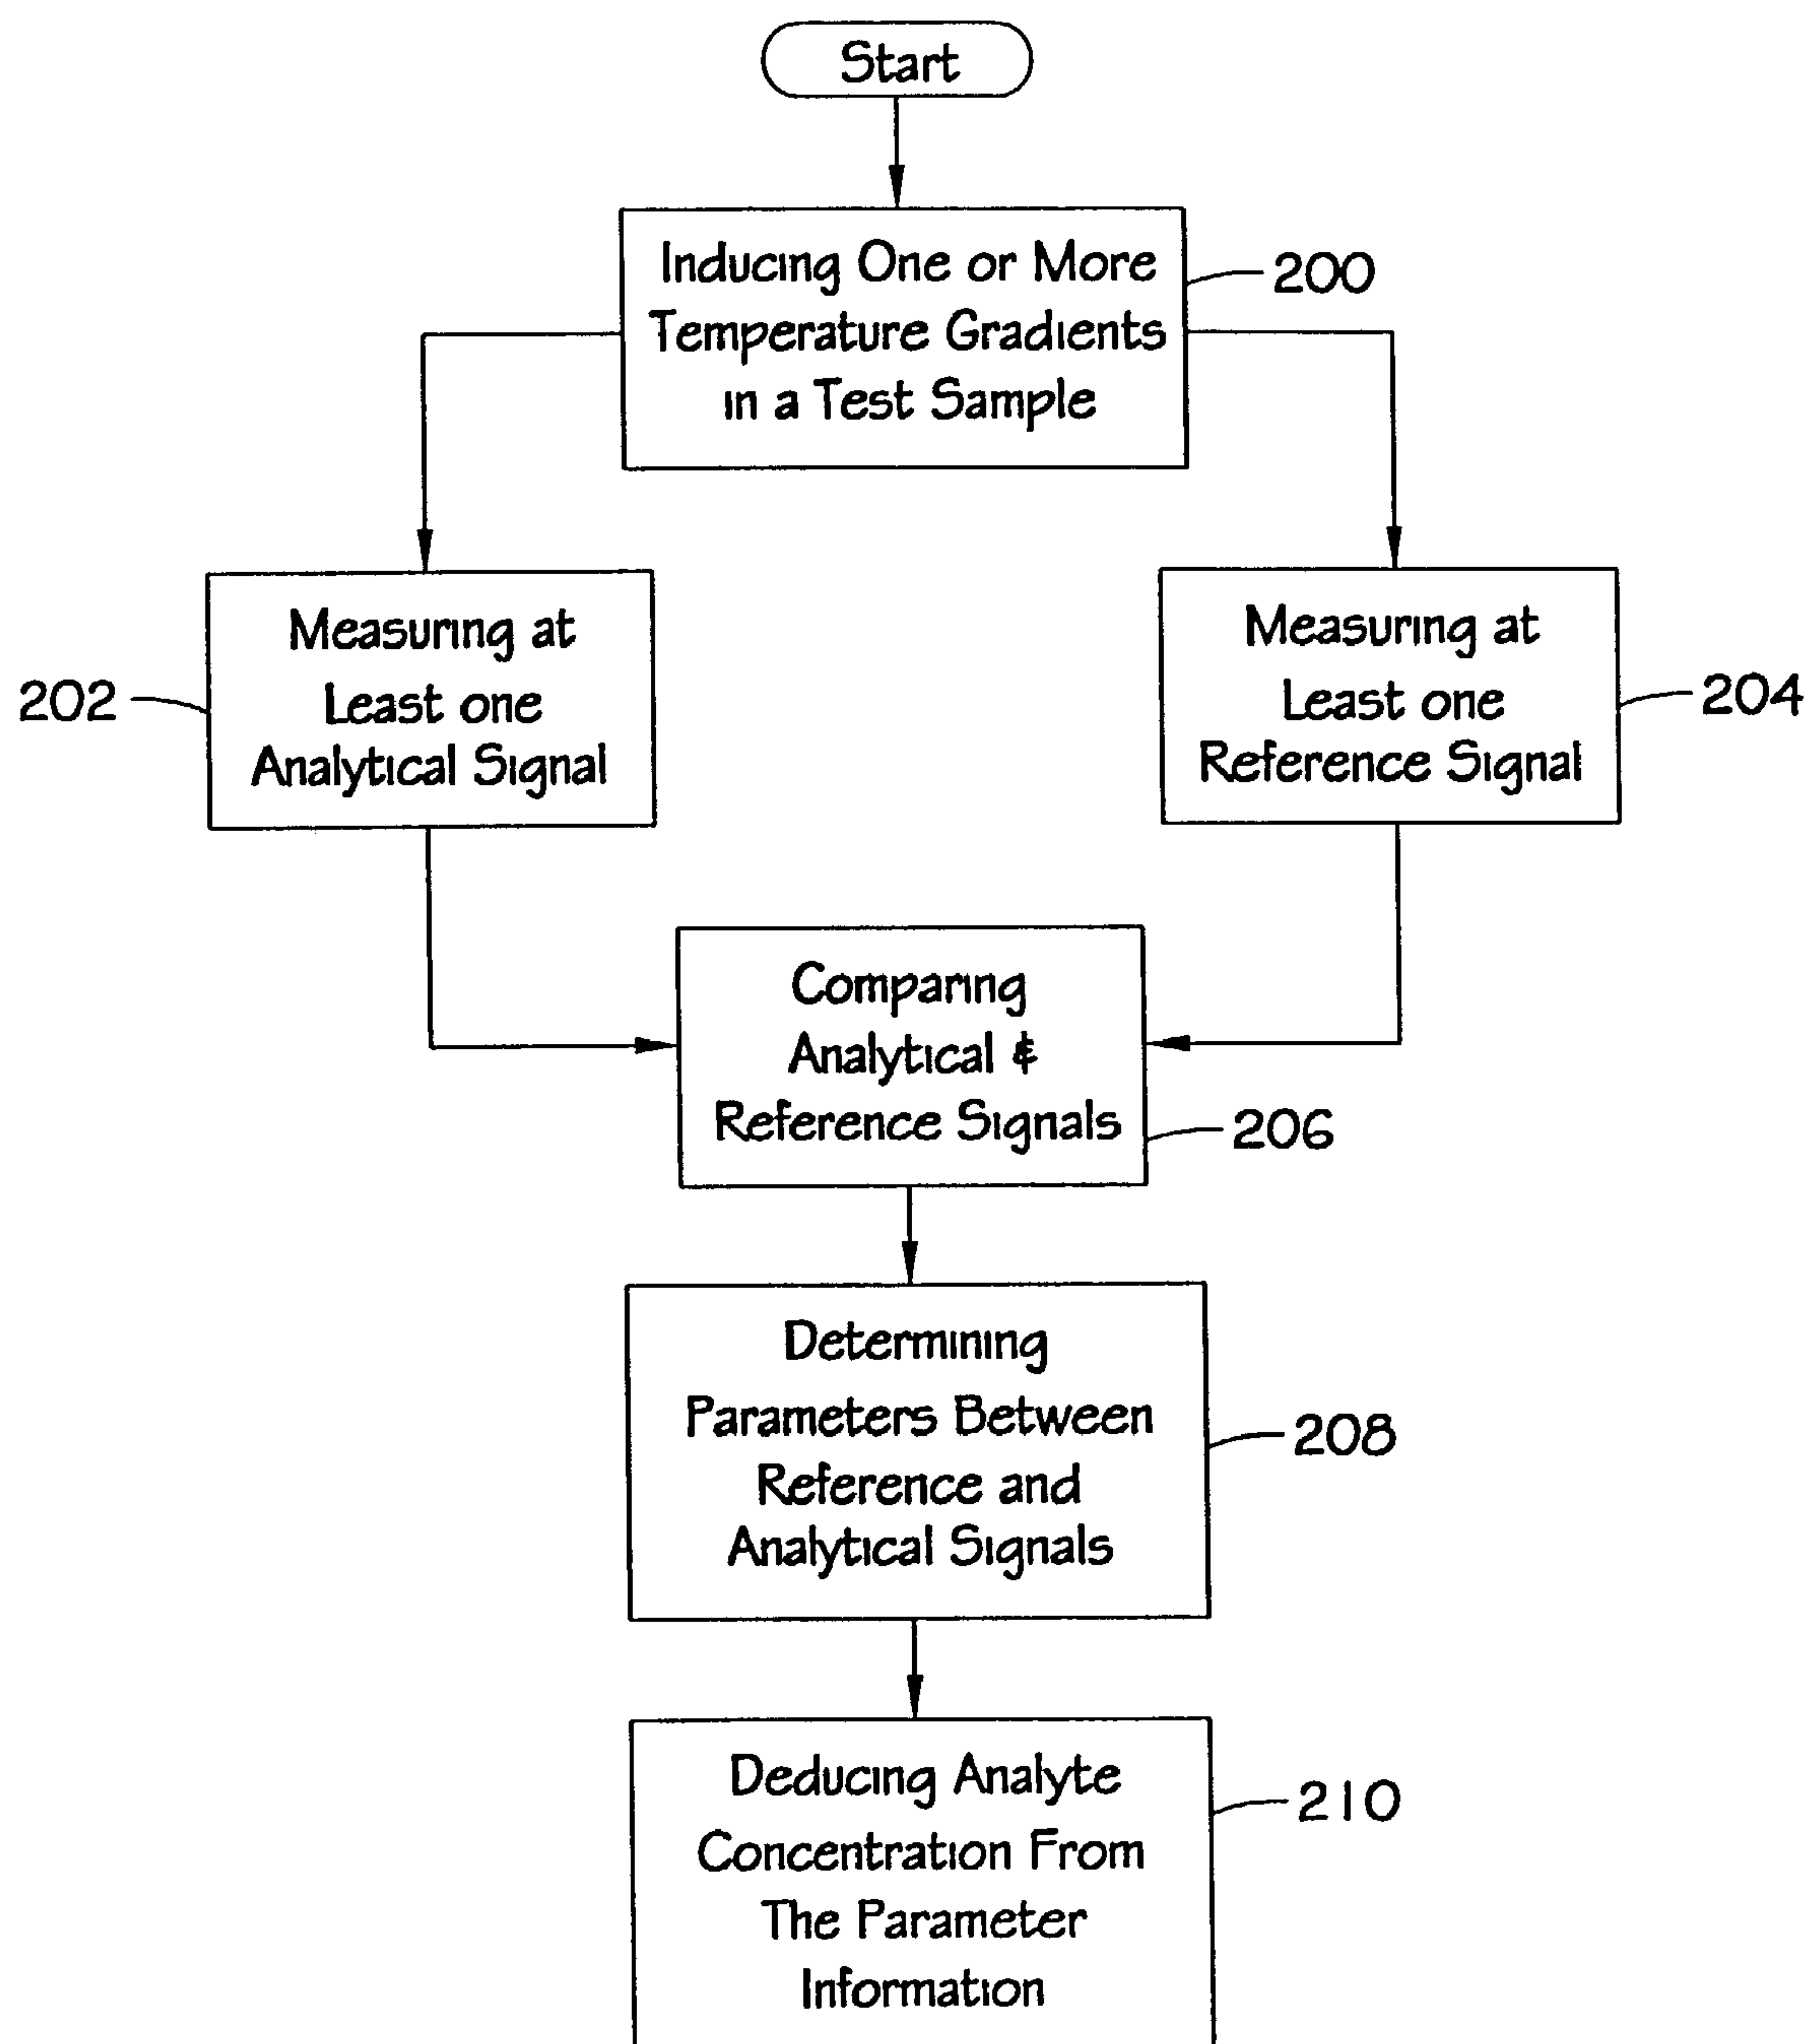 Start
Inducing One or More
Temperature Gradients
in a Test Sample
200
Measuring at
Least one
Analytical Signal
202
Measuring at
Least one
Reference Signal
204
Comparing
Analytical &
Reference Signals
206
Determining
Parameters Between
Reference and
Analytical Signals
208
Deducing Analyte
Concentration From
The Parameter
Information
210